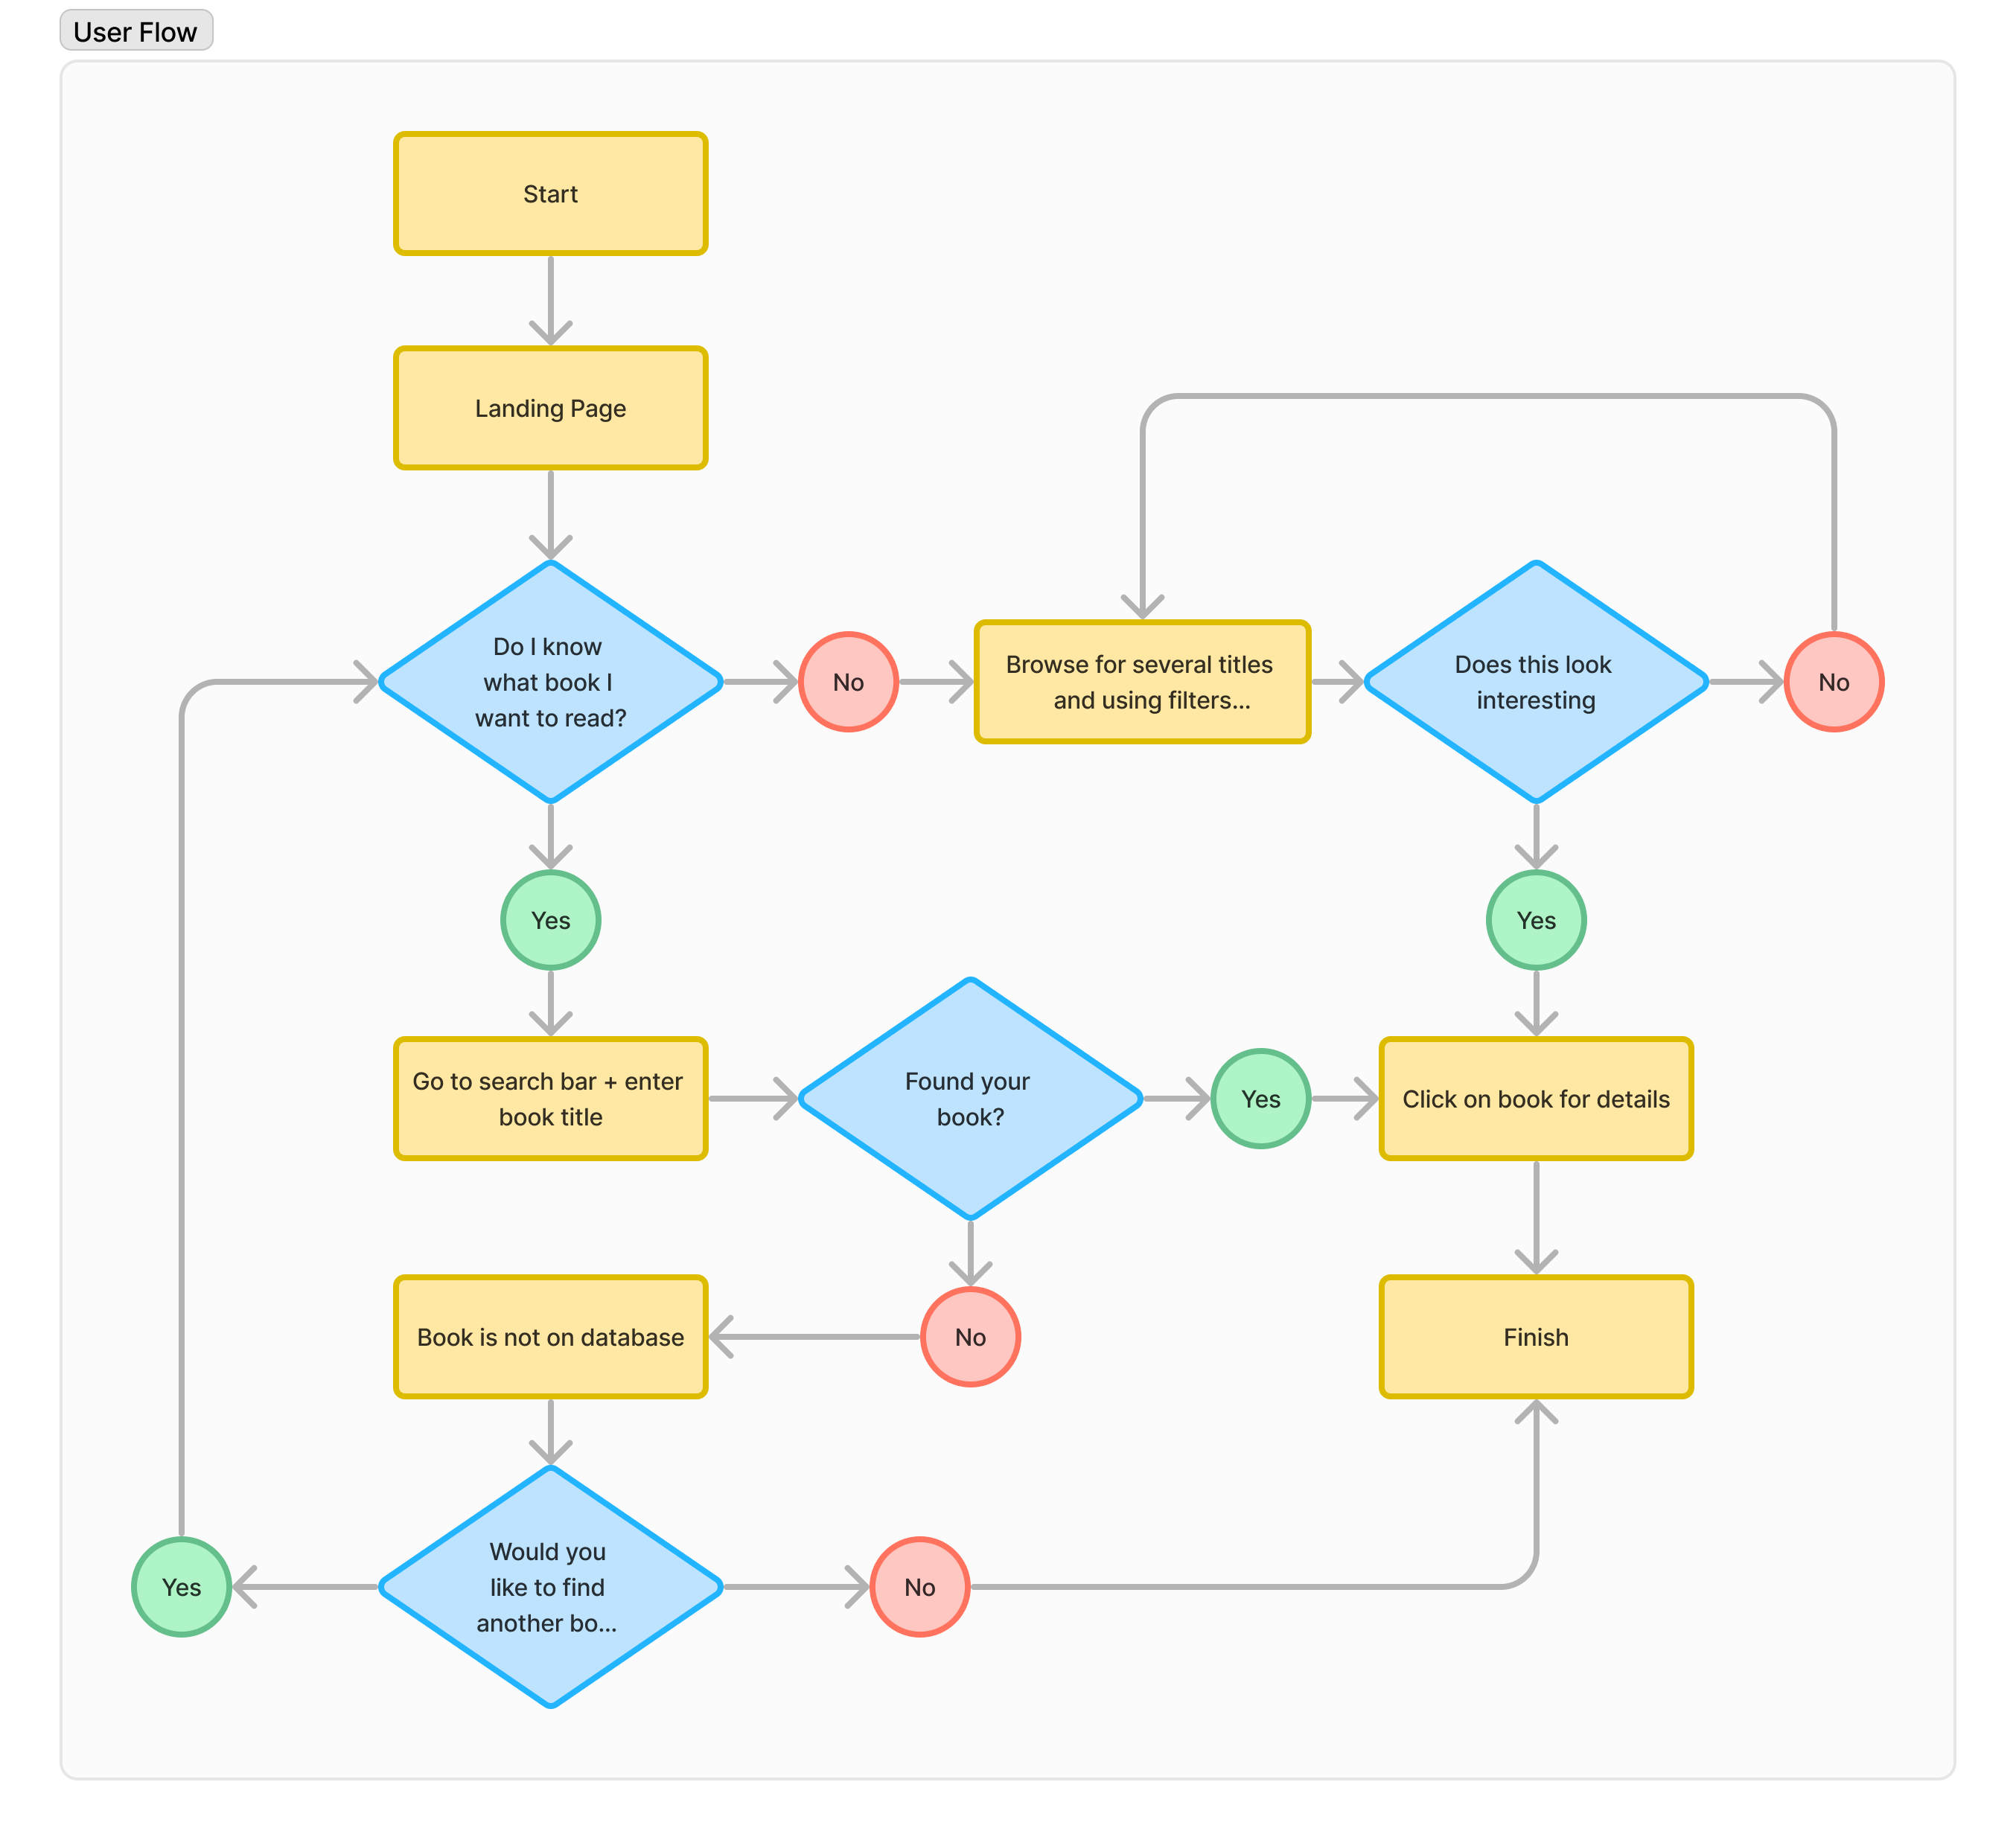 User Flow
Start
Landing Page
Do I know
what book I
want to read?
No
Browse for several titles
and using filters...
Does this look
interesting
No
Yes
Yes
Go to search bar + enter
book title
Found your
book?
Yes
Click on book for details
Book is not on database
No
Finish
Yes
Would you
like to find
another bo...
No